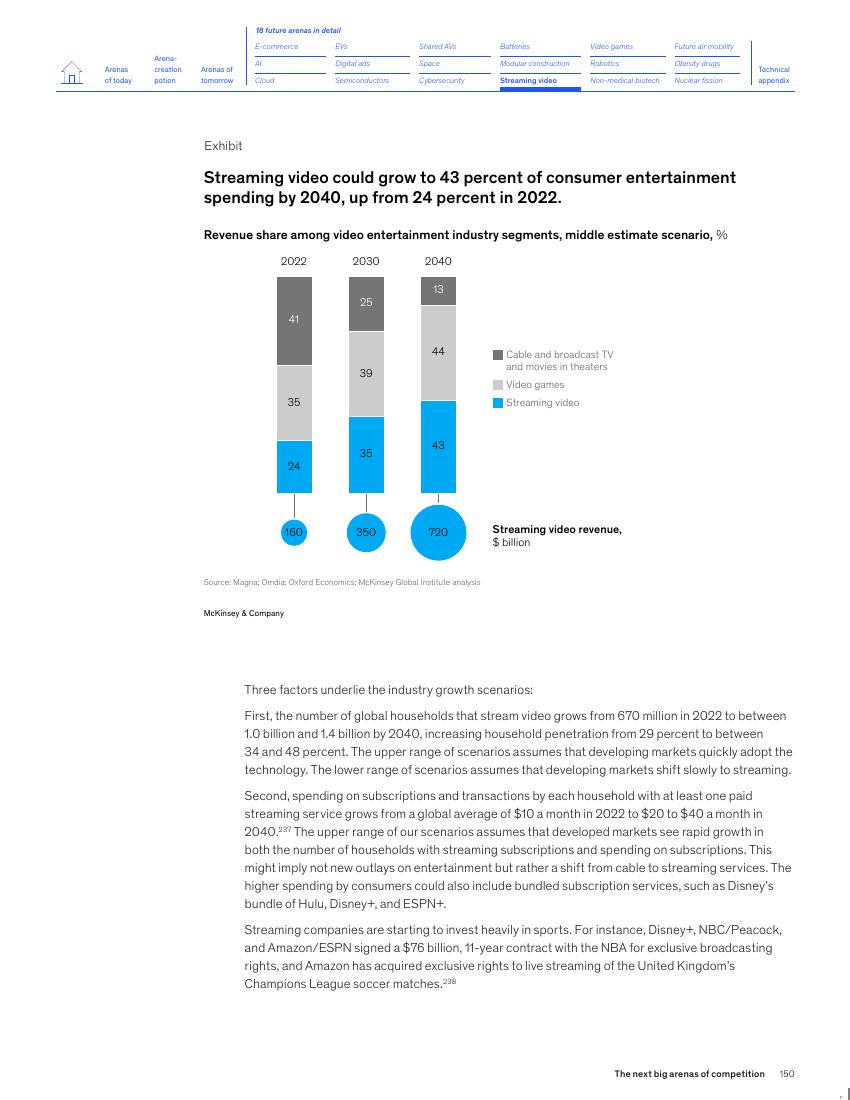 18 future arenas in detail
E-commerce EVs Shared AVs Batteries Video games Future air mobility
AI Digital ads Space Modular construction Robotics Obesity drugs
Cloud Semiconductors Cybersecurity Streaming video Non-medical biotech Nuclear fission
Arenas
of today
Arena-
creation
potion
Arenas of
tomorrow
Technical
appendix
Exhibit
Streaming video could grow to 43 percent of consumer entertainment
spending by 2040, up from 24 percent in 2022.
Revenue share among video entertainment industry segments, middle estimate scenario, %
2022 2030 2040
41 25 13
35 39 44
24 35 43
Cable and broadcast TV
and movies in theaters
Video games
Streaming video
160 350 720
Streaming video revenue,
$ billion
Source: Magna; Omdia; Oxford Economics; McKinsey Global Institute analysis
McKinsey & Company
Three factors underlie the industry growth scenarios:
First, the number of global households that stream video grows from 670 million in 2022 to between
1.0 billion and 1.4 billion by 2040, increasing household penetration from 29 percent to between
34 and 48 percent. The upper range of scenarios assumes that developing markets quickly adopt the
technology. The lower range of scenarios assumes that developing markets shift slowly to streaming.
Second, spending on subscriptions and transactions by each household with at least one paid
streaming service grows from a global average of $10 a month in 2022 to $20 to $40 a month in
2040.237 The upper range of our scenarios assumes that developed markets see rapid growth in
both the number of households with streaming subscriptions and spending on subscriptions. This
might imply not new outlays on entertainment but rather a shift from cable to streaming services. The
higher spending by consumers could also include bundled subscription services, such as Disney's
bundle of Hulu, Disney+, and ESPN+.
Streaming companies are starting to invest heavily in sports. For instance, Disney+, NBC/Peacock,
and Amazon/ESPN signed a $76 billion, 11-year contract with the NBA for exclusive broadcasting
rights, and Amazon has acquired exclusive rights to live streaming of the United Kingdom's
Champions League soccer matches.238
The next big arenas of competition 150